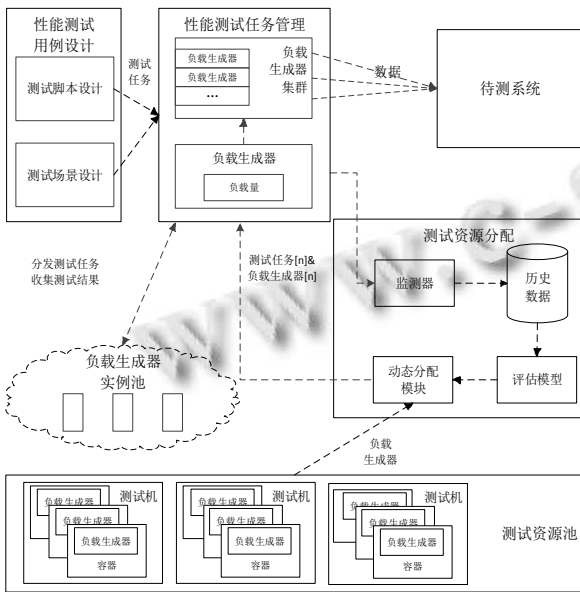 性能测试
用例设计
测试脚本设计
测试场景设计
测试
任务
性能测试任务管理
负载生成器
负载生成器
...
负载
生成器
集群
负载生成器
负载量
数据
待测系统
分发测试任务
收集测试结果
测试任务[n]&
负载生成器[n]
测试资源分配
监测器
历史
数据
动态分配
模块
评估模型
负载生成器
实例池
负载
生成器
负载生成器
测试机
负载生成器
负载生成器
容器
负载生成器
测试机
负载生成器
负载生成器
容器
负载生成器
测试机
负载生成器
负载生成器
容器
测试资源池
www.c-s